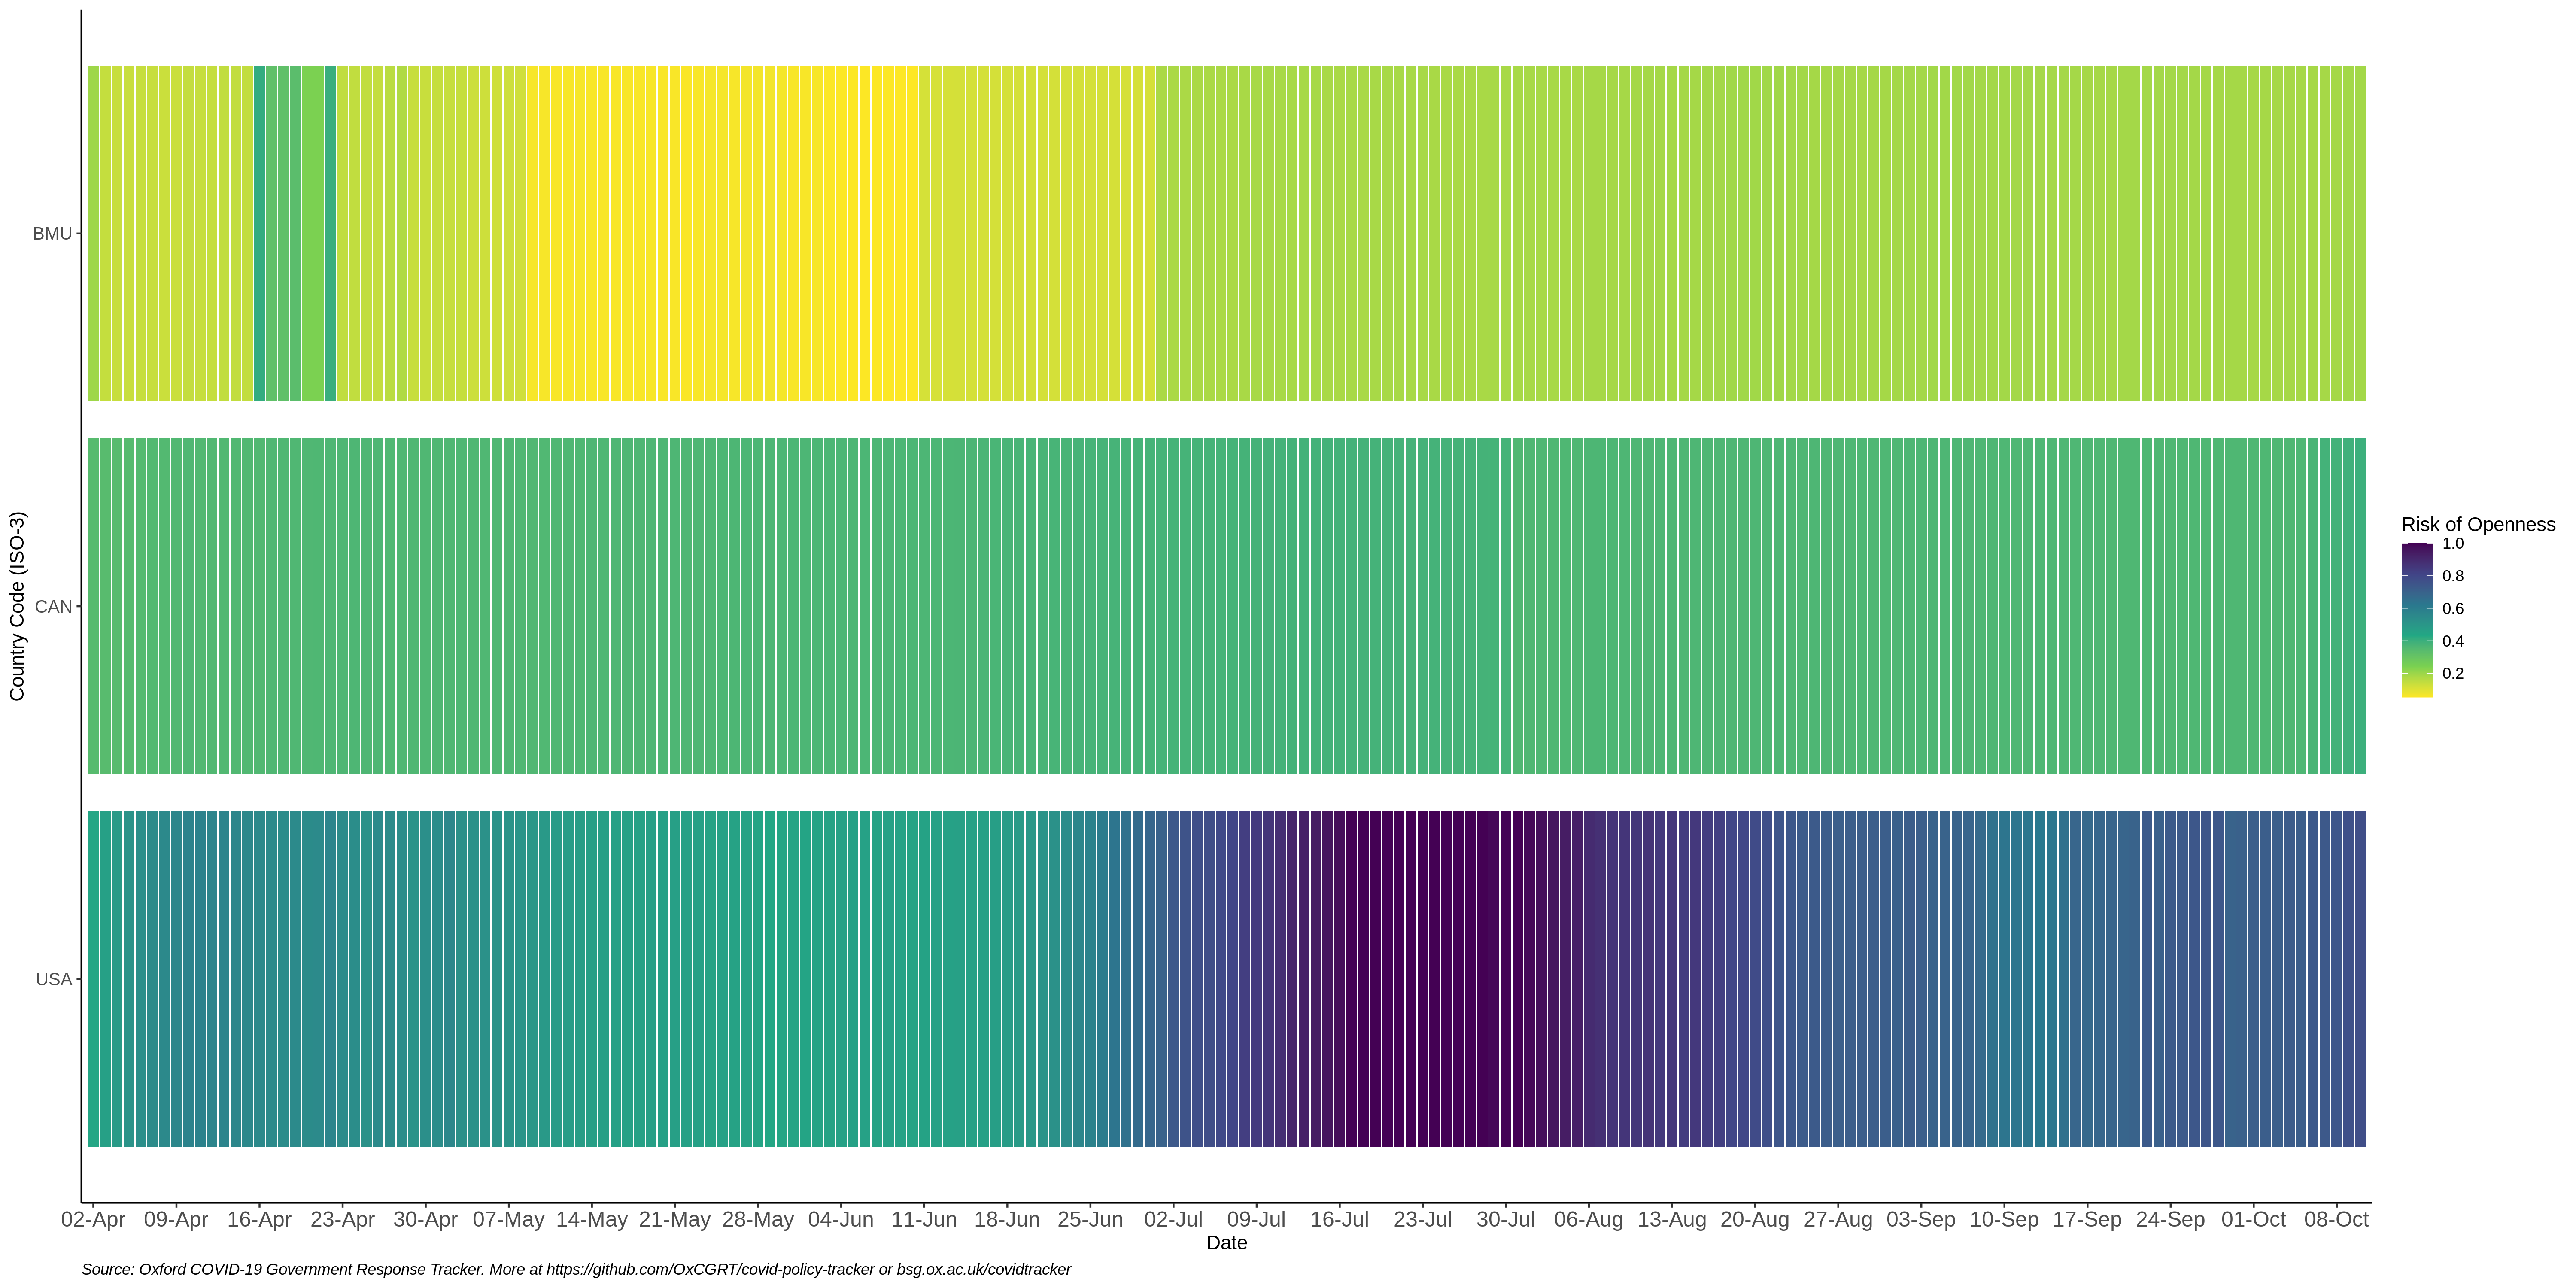 BMU
CAN
USA
Country Code (ISO-3)
Risk of Openness
1.0
0.8
0.6
0.4
0.2
02-Apr 09-Apr 16-Apr 23-Apr 30-Apr 07-May 14-May 21-May 28-May 04-Jun 11-Jun 18-Jun 25-Jun 02-Jul 09-Jul 16-Jul 23-Jul 30-Jul 06-Aug 13-Aug 20-Aug 27-Aug 03-Sep 10-Sep 17-Sep 24-Sep 01-Oct 08-Oct
Date
Source: Oxford COVID-19 Government Response Tracker. More at https://github.com/OxCGRT/covid-policy-tracker or bsg.ox.ac.uk/covidtracker